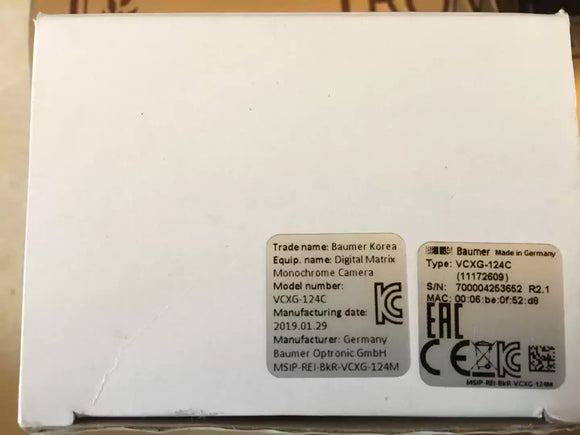 Trade name: Baumer Korea
Equip. name: Digital Matrix
Monochrome Camera
Model number:
VCXG-124C
Manufacturing date:
2019.01.29
Manufacturer: Germany
Baumer Optronic GmbH
MSIP-REI-BkR-VCXG-124M
Baumer Made in Germany
Type: VCXG-124C
(11172609)
S/N: 700004253652 R2.1
MAC: 00:06:be:0f:52:d8
EAC
CE
MSIP-REI-BkR-VCXG-124M